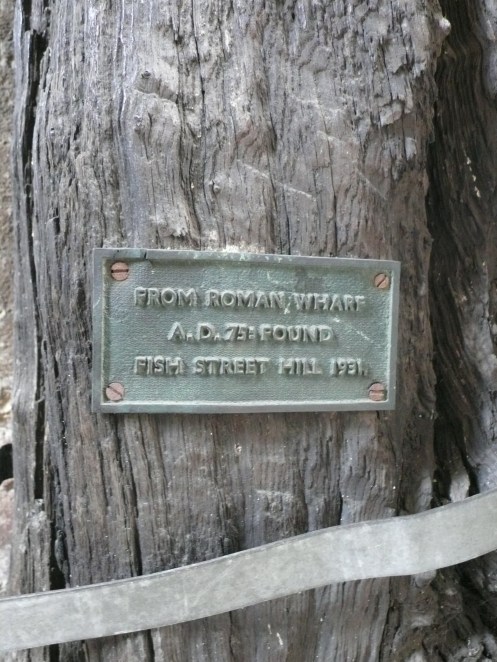 FROM ROMAN WHARF
A.D. 75: FOUND
FISH STREET HILL 1931.